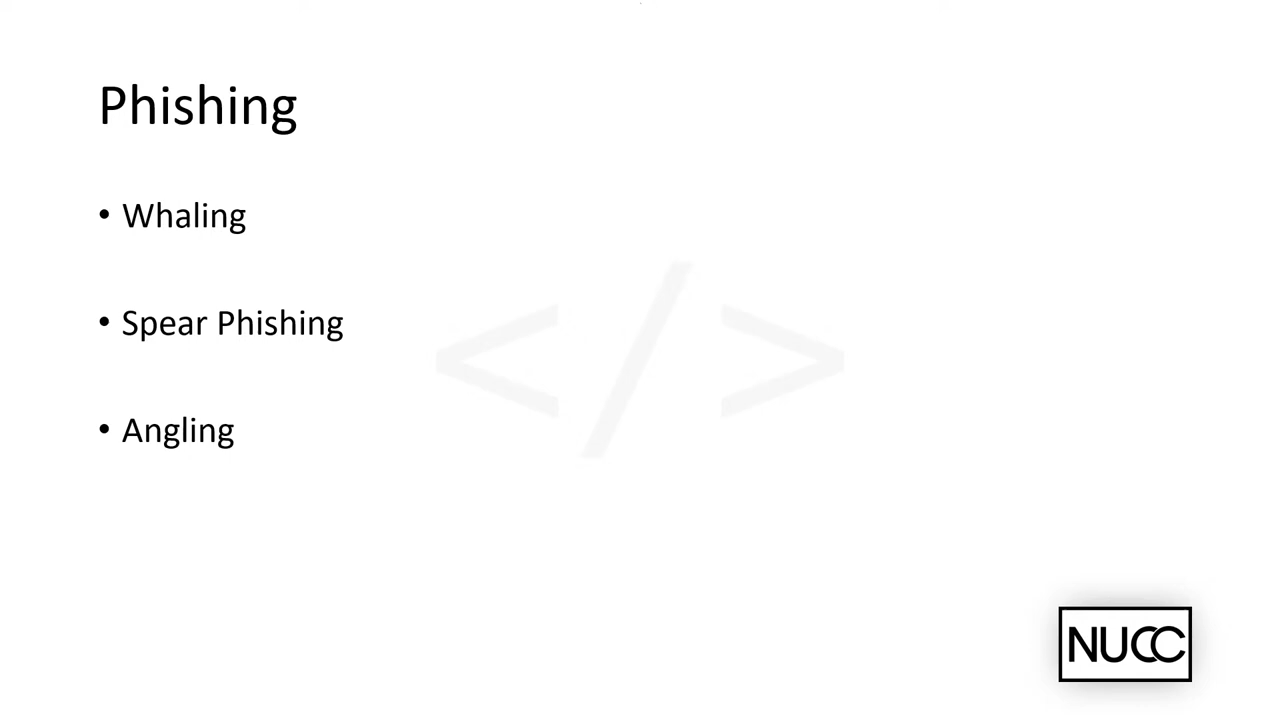 Phishing
• Whaling
• Spear Phishing
• Angling
</>
NUCC